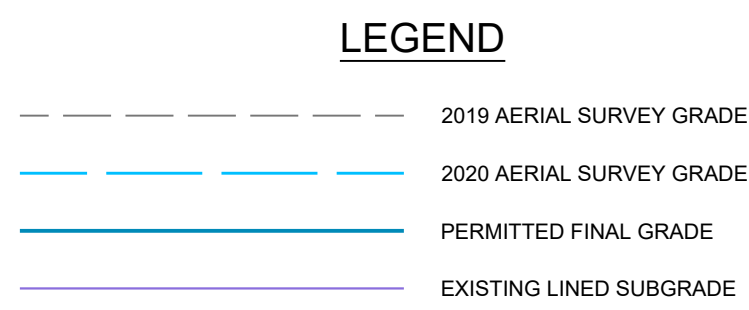 LEGEND
2019 AERIAL SURVEY GRADE
2020 AERIAL SURVEY GRADE
PERMITTED FINAL GRADE
EXISTING LINED SUBGRADE